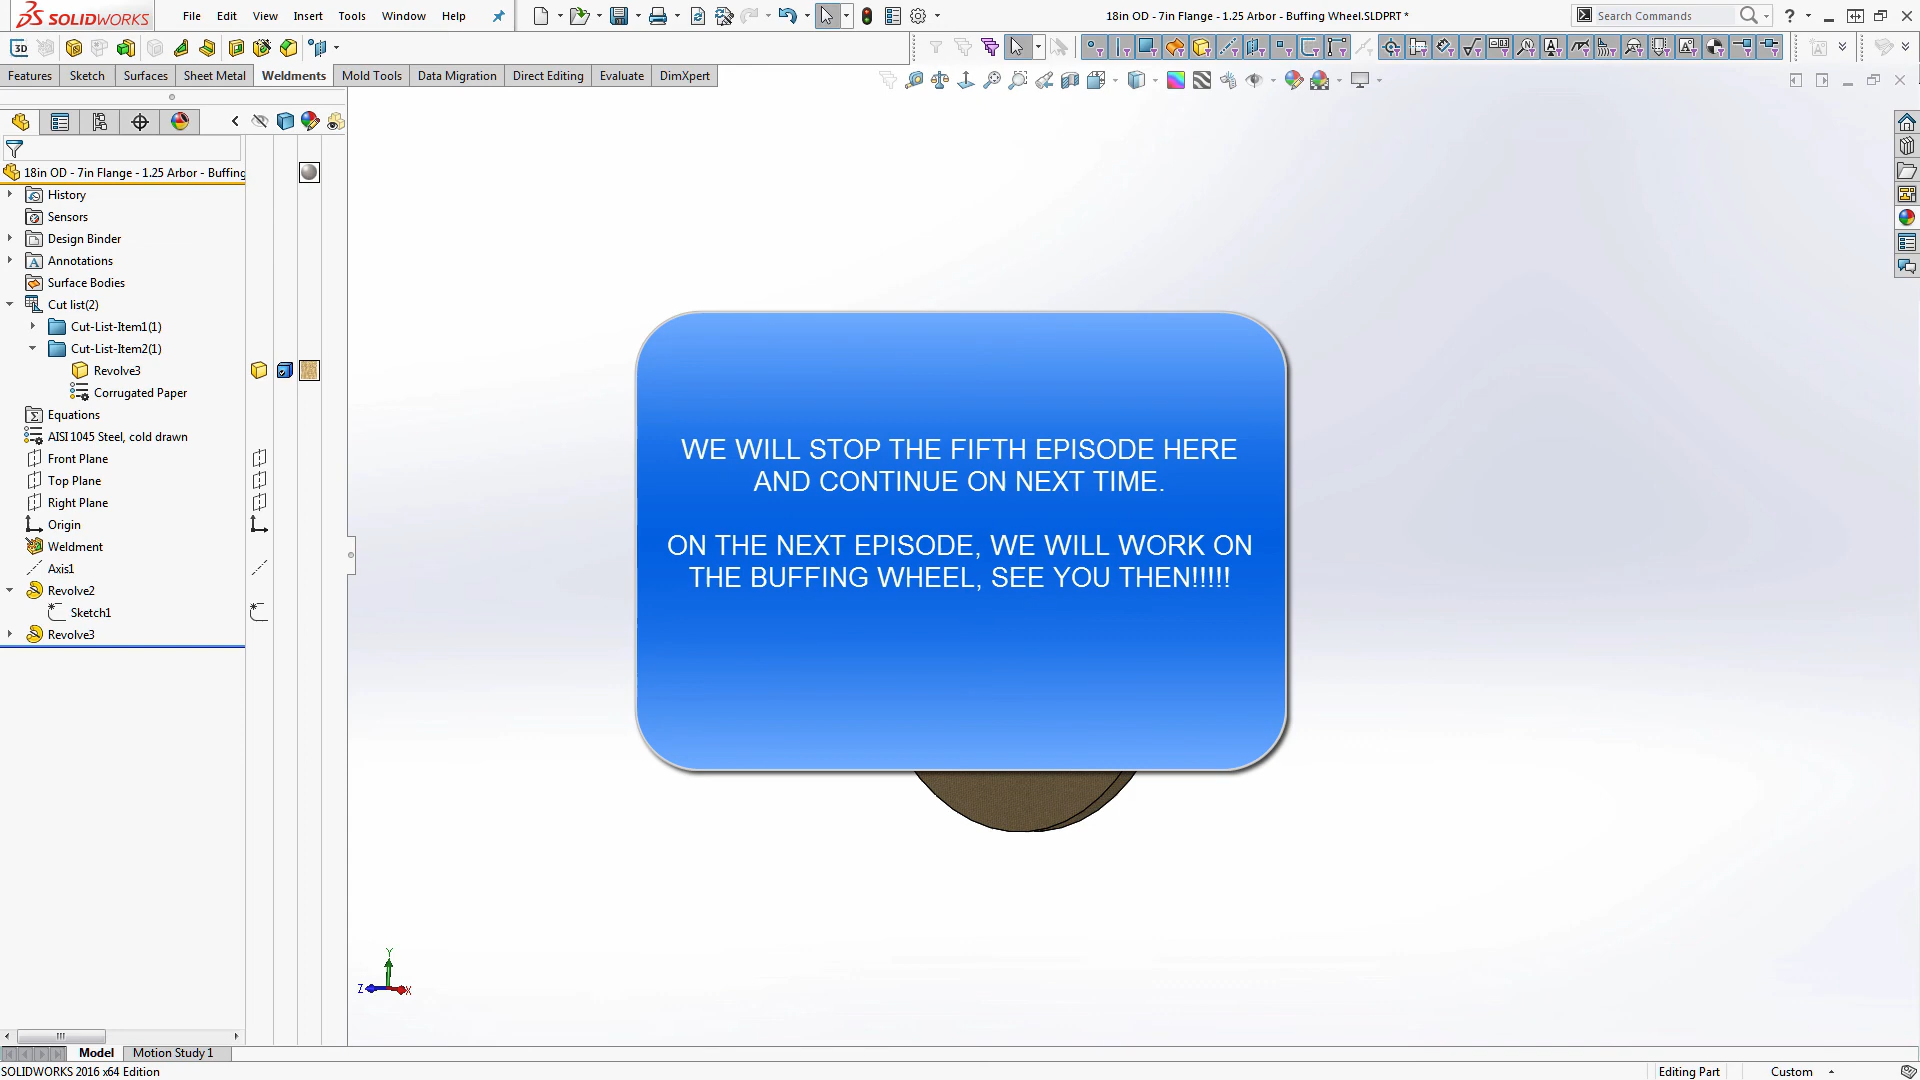 SOLIDWORKS
File Edit View Insert Tools Window Help
18in OD - 7in Flange - 1.25 Arbor - Buffing Wheel.SLDPRT *
Search Commands
3D
Features Sketch Surfaces Sheet Metal Weldments Mold Tools Data Migration Direct Editing Evaluate DimXpert
18in OD - 7in Flange - 1.25 Arbor - Buffing
History
Sensors
Design Binder
Annotations
Surface Bodies
Cut list(2)
Cut-List-Item1(1)
Cut-List-Item2(1)
Revolve3
Corrugated Paper
Equations
AISI 1045 Steel, cold drawn
Front Plane
Top Plane
Right Plane
Origin
Weldment
Axis1
Revolve2
Sketch1
Revolve3
WE WILL STOP THE FIFTH EPISODE HERE
AND CONTINUE ON NEXT TIME.
ON THE NEXT EPISODE, WE WILL WORK ON
THE BUFFING WHEEL, SEE YOU THEN!!!!!
Y
Z
X
Model Motion Study 1
SOLIDWORKS 2016 x64 Edition
Editing Part
Custom